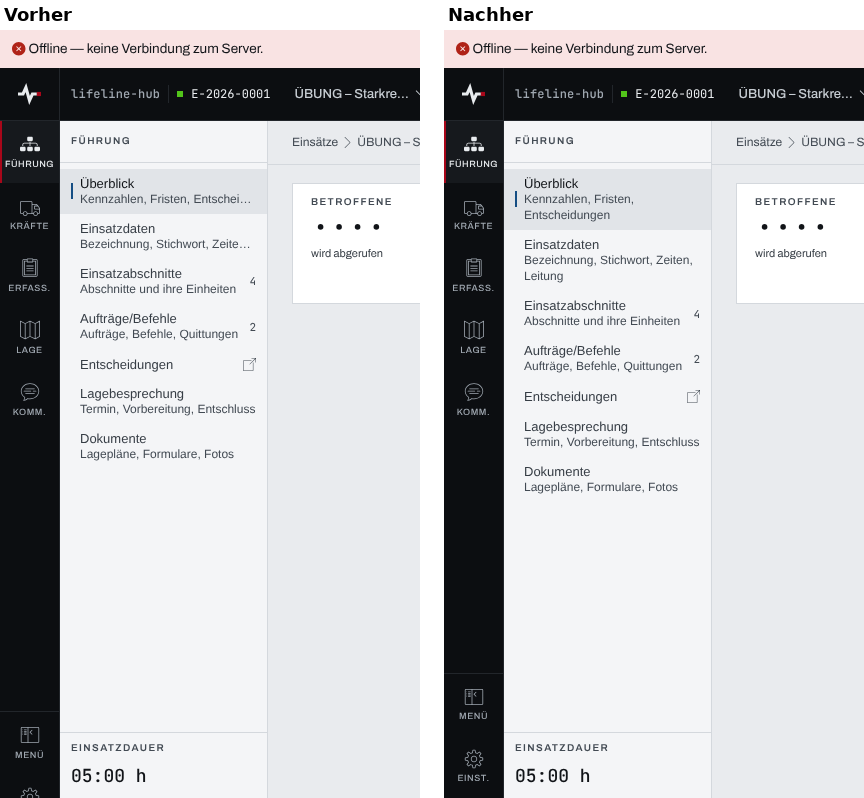 Vorher
Offline — keine Verbindung zum Server.
lifeline-hub
E-2026-0001
ÜBUNG – Starkre…
FÜHRUNG
KRÄFTE
ERFASS.
LAGE
KOMM.
MENÜ
FÜHRUNG
Überblick
Kennzahlen, Fristen, Entschei…
Einsatzdaten
Bezeichnung, Stichwort, Zeite…
Einsatzabschnitte
Abschnitte und ihre Einheiten
4
Aufträge/Befehle
Aufträge, Befehle, Quittungen
2
Entscheidungen
Lagebesprechung
Termin, Vorbereitung, Entschluss
Dokumente
Lagepläne, Formulare, Fotos
EINSATZDAUER
05:00 h
Einsätze > ÜBUNG – S
BETROFFENE
wird abgerufen
Nachher
Offline — keine Verbindung zum Server.
lifeline-hub
E-2026-0001
ÜBUNG – Starkre…
FÜHRUNG
KRÄFTE
ERFASS.
LAGE
KOMM.
MENÜ
EINST.
FÜHRUNG
Überblick
Kennzahlen, Fristen,
Entscheidungen
Einsatzdaten
Bezeichnung, Stichwort, Zeiten,
Leitung
Einsatzabschnitte
Abschnitte und ihre Einheiten
4
Aufträge/Befehle
Aufträge, Befehle, Quittungen
2
Entscheidungen
Lagebesprechung
Termin, Vorbereitung, Entschluss
Dokumente
Lagepläne, Formulare, Fotos
EINSATZDAUER
05:00 h
Einsätze > ÜBUNG – S
BETROFFENE
wird abgerufen